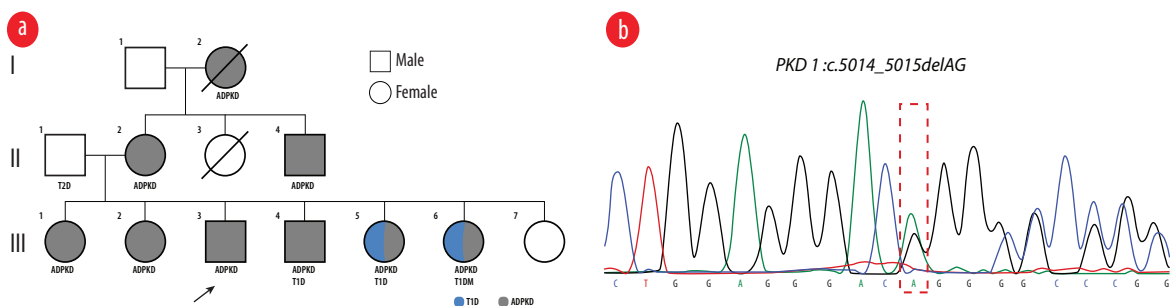 a
I
1
2
ADPKD
Male
Female
II
1
2
3
4
T2D
ADPKD
ADPKD
III
1
2
3
4
5
6
7
ADPKD
ADPKD
ADPKD
ADPKD
T1D
ADPKD
T1D
ADPKD
T1DM
T1D
ADPKD
b
PKD 1 :c.5014_5015delAG
C T G G A G G G A C A G G G G C C C G G